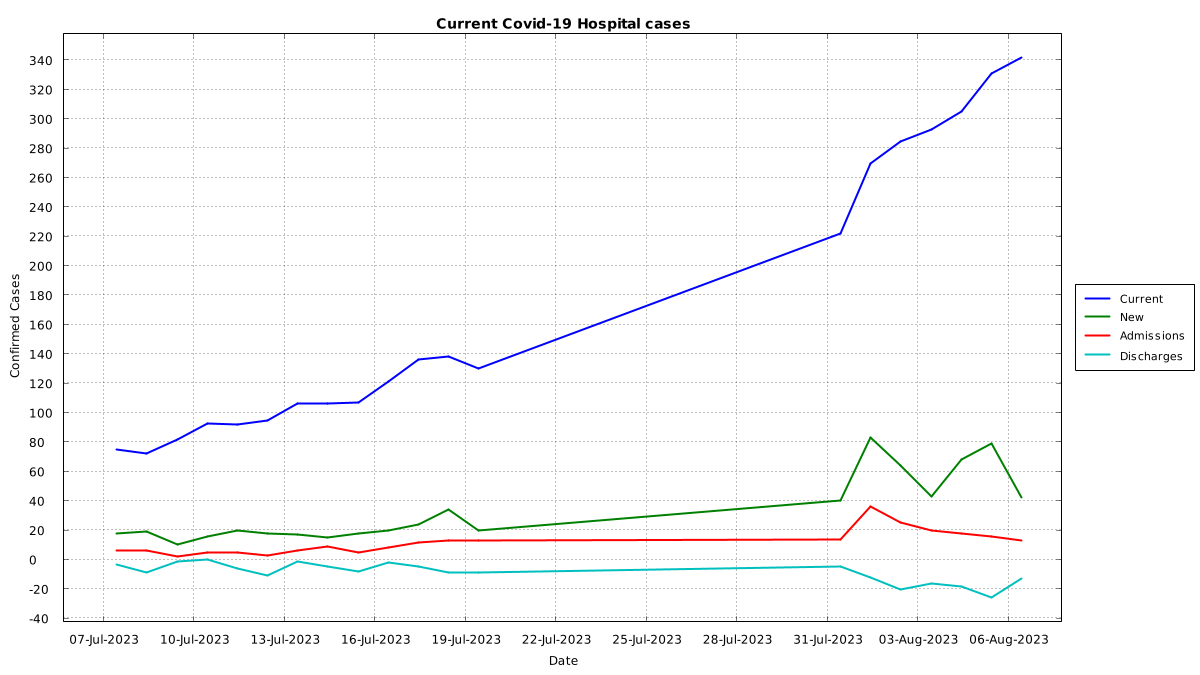 Current Covid-19 Hospital cases
Confirmed Cases
340
320
300
280
260
240
220
200
180
160
140
120
100
80
60
40
20
0
-20
-40
07-Jul-2023 10-Jul-2023 13-Jul-2023 16-Jul-2023 19-Jul-2023 22-Jul-2023 25-Jul-2023 28-Jul-2023 31-Jul-2023 03-Aug-2023 06-Aug-2023
Date
Current
New
Admissions
Discharges